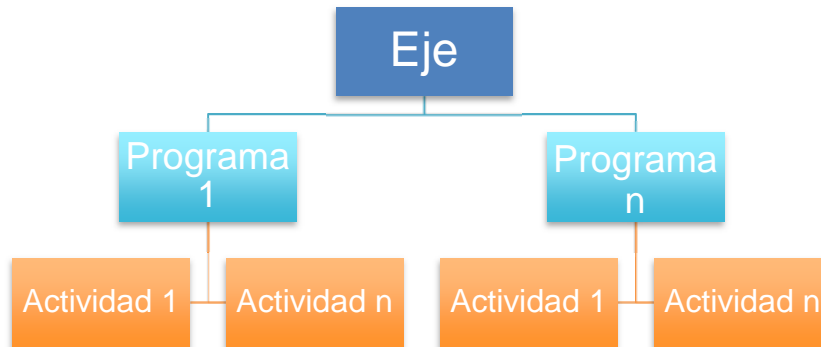 Eje
Programa
1
Programa
n
Actividad 1
Actividad n
Actividad 1
Actividad n